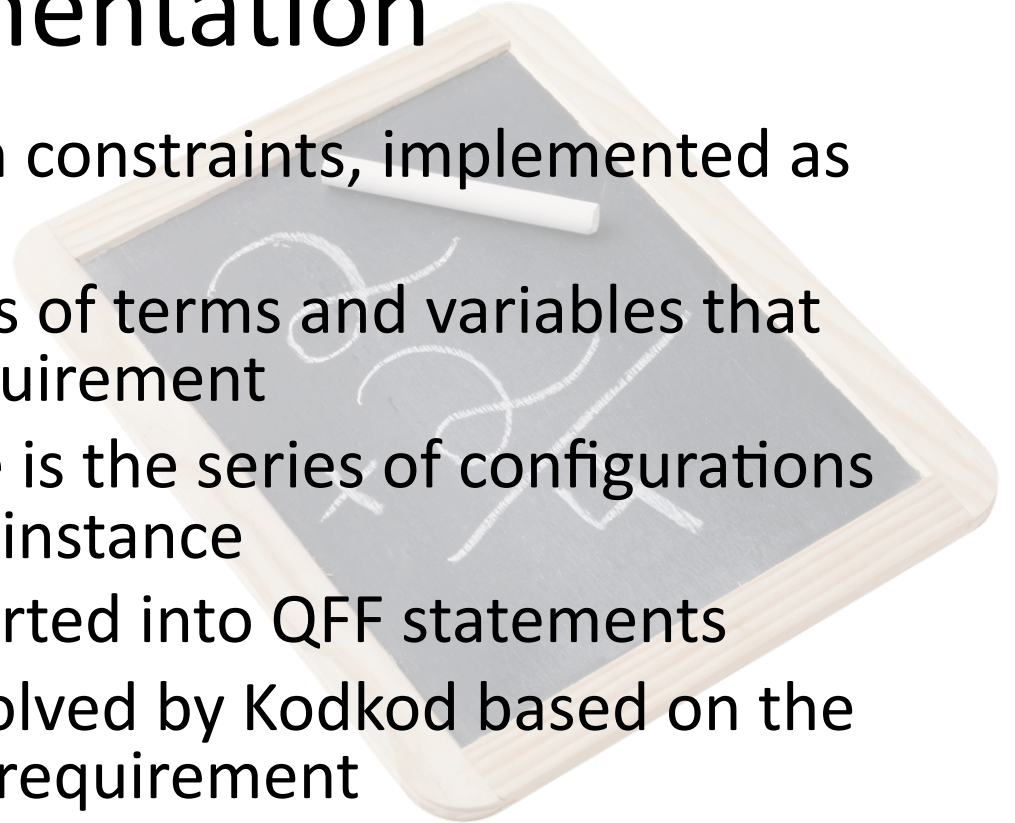 mentation
constraints, implemented as
s of terms and variables that
uirement
e is the series of configurations
instance
rted into QFF statements
olved by Kodkod based on the
requirement